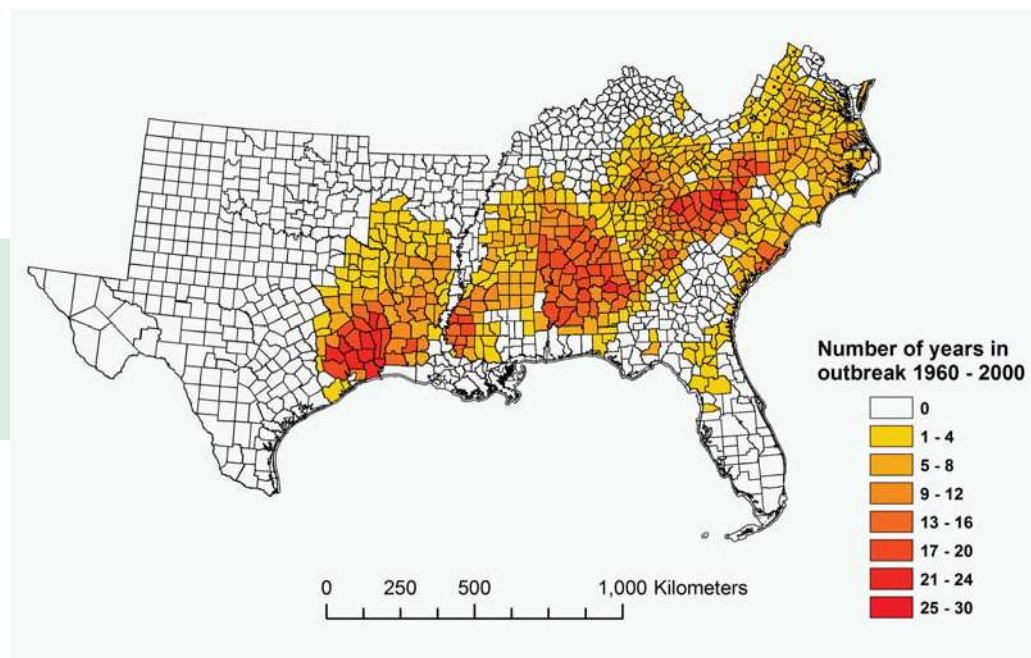 Number of years in
outbreak 1960 - 2000
0
1 - 4
5 - 8
9 - 12
13 - 16
17 - 20
21 - 24
25 - 30
0 250 500 1,000 Kilometers